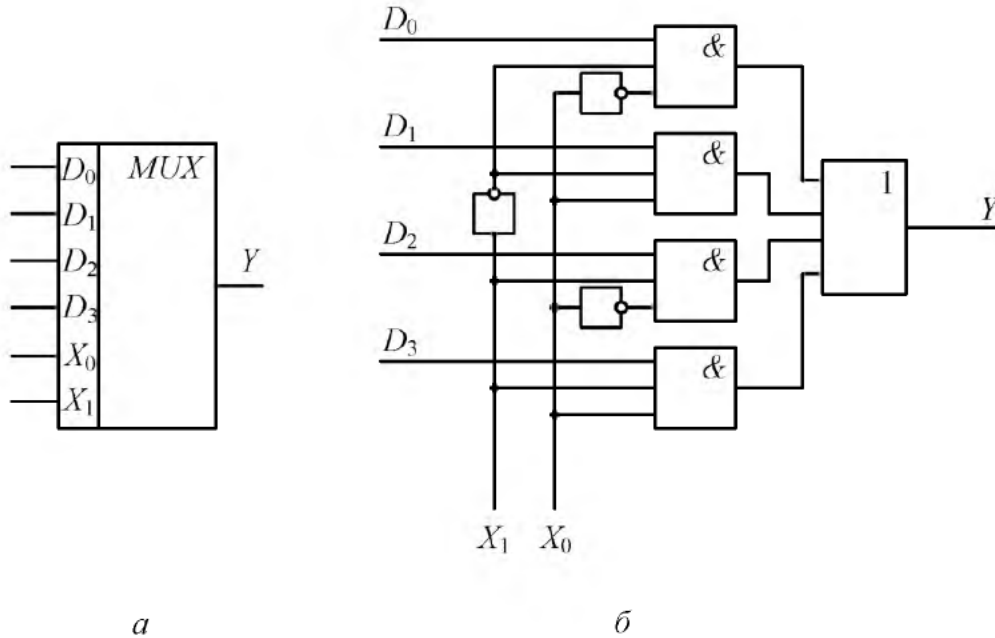 D₀ MUX
D₁
D₂
D₃
X₀
X₁
Y
а
D₀
&
D₁
&
D₂
&
D₃
&
1
Y
X₁ X₀
б